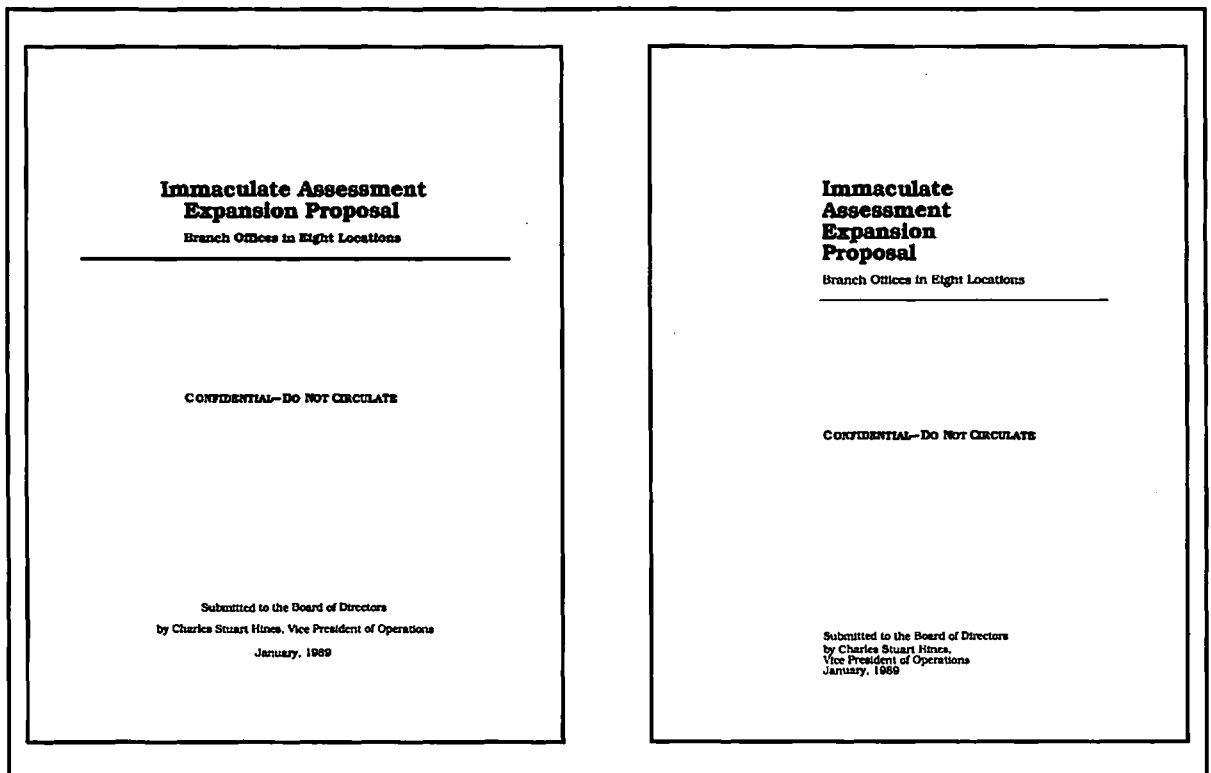 Immaculate Assessment
Expansion Proposal
Branch Offices in Eight Locations
CONFIDENTIAL—DO NOT CIRCULATE
Submitted to the Board of Directors
by Charles Stuart Hines, Vice President of Operations
January, 1989
Immaculate
Assessment
Expansion
Proposal
Branch Offices in Eight Locations
CONFIDENTIAL—DO NOT CIRCULATE
Submitted to the Board of Directors
by Charles Stuart Hines,
Vice President of Operations
January, 1989